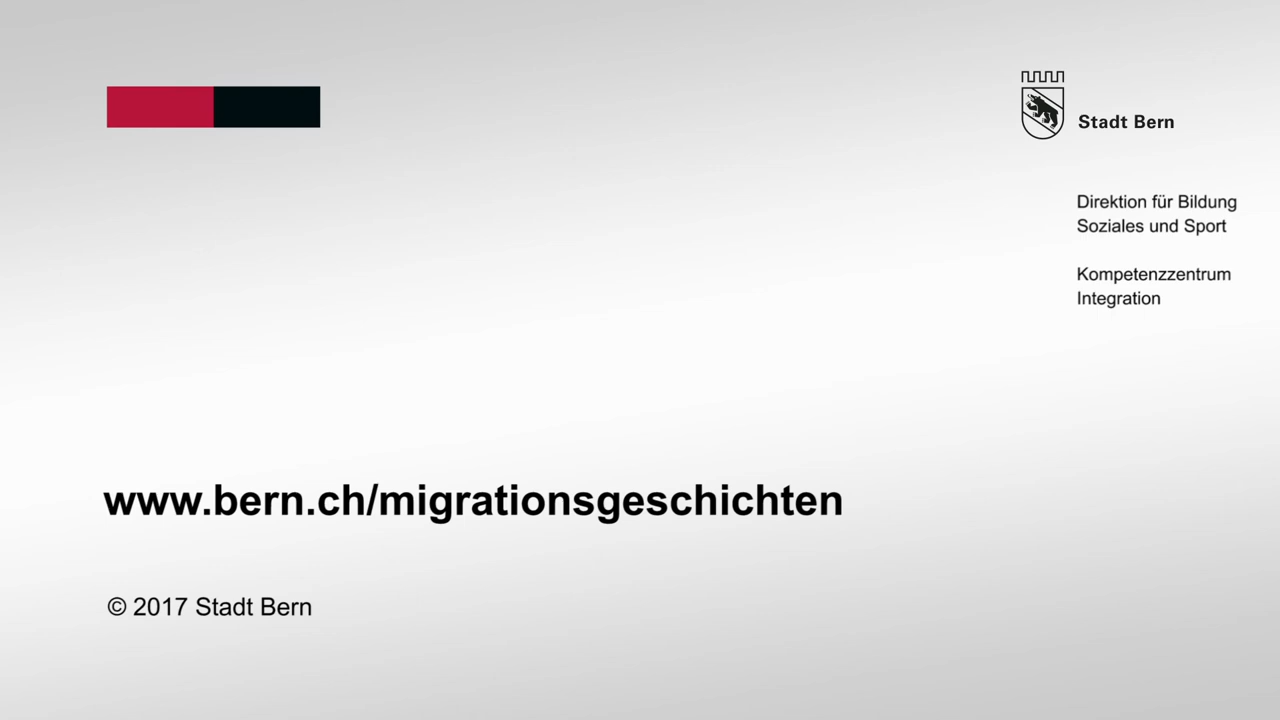 Stadt Bern
Direktion für Bildung
Soziales und Sport
Kompetenzzentrum
Integration
www.bern.ch/migrationsgeschichten
© 2017 Stadt Bern